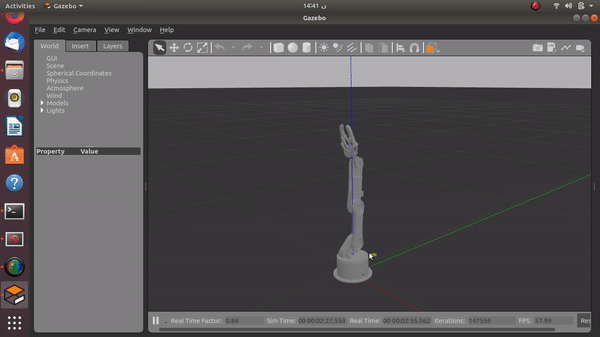 Activities
Gazebo
14:41
Gazebo
File Edit Camera View Window Help
World Insert Layers
GUI
Scene
Spherical Coordinates
Physics
Atmosphere
Wind
Models
Lights
Property Value
Real Time Factor: 0.84 Sim Time: 00 00:02:27.556 Real Time: 00 00:02:55.562 Iterations: 147556 FPS: 57.99